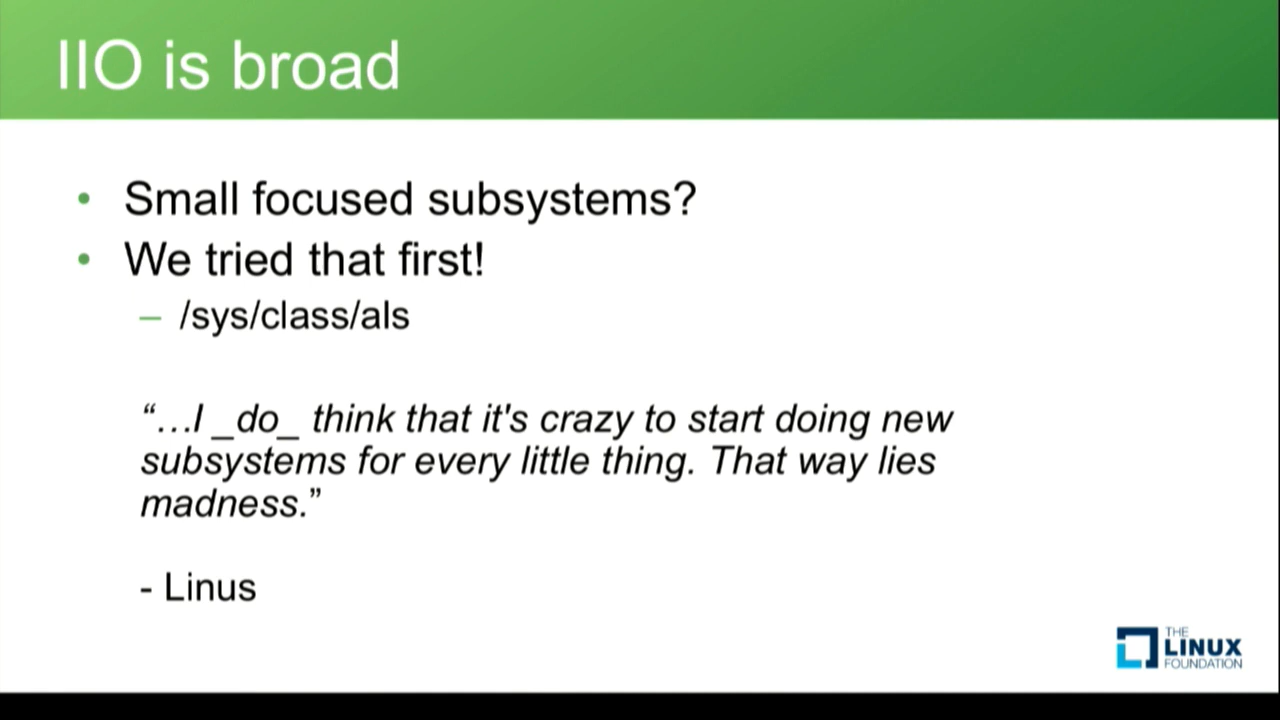 IIO is broad
• Small focused subsystems?
• We tried that first!
– /sys/class/als
“…I _do_ think that it's crazy to start doing new
subsystems for every little thing. That way lies
madness.”
- Linus
THE
LINUX
FOUNDATION